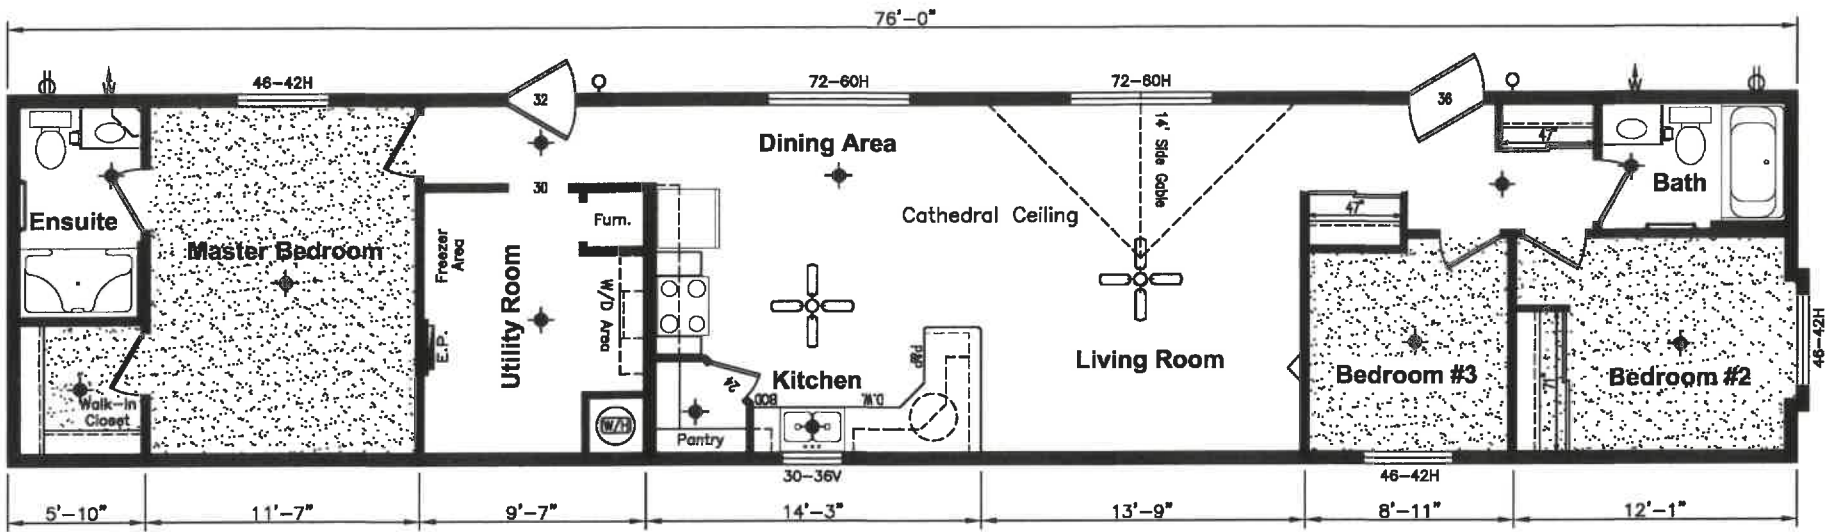 76'-0"
46-42H
32
72-60H
72-60H
36
47"
Dining Area
14' Side Gable
Bath
Ensuite
30
Furn.
Cathedral Ceiling
47"
Master Bedroom
Freezer
Area
Utility Room
W/D Area
E.P.
46-42H
Living Room
Kitchen
24
BOD
D.W.
Bedroom #3
Bedroom #2
71"
Walk-In
Closet
W/H
Pantry
30-36V
46-42H
5'-10"
11'-7"
9'-7"
14'-3"
13'-9"
8'-11"
12'-1"